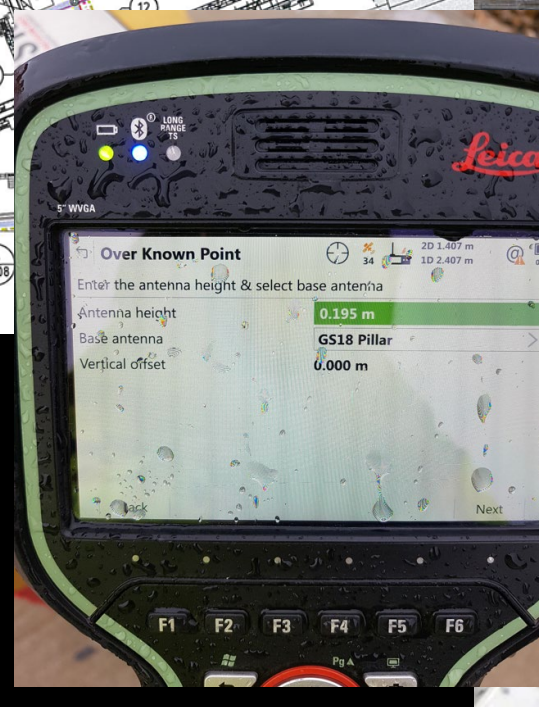 12
LONG
RANGE
TS
Leica
5" WVGA
Over Known Point
34
2D 1.407 m
1D 2.407 m
@
Enter the antenna height & select base antenna
Antenna height 0.195 m
Base antenna GS18 Pillar
Vertical offset 0.000 m
Back Next
F1 F2 F3 F4 F5 F6
Pg